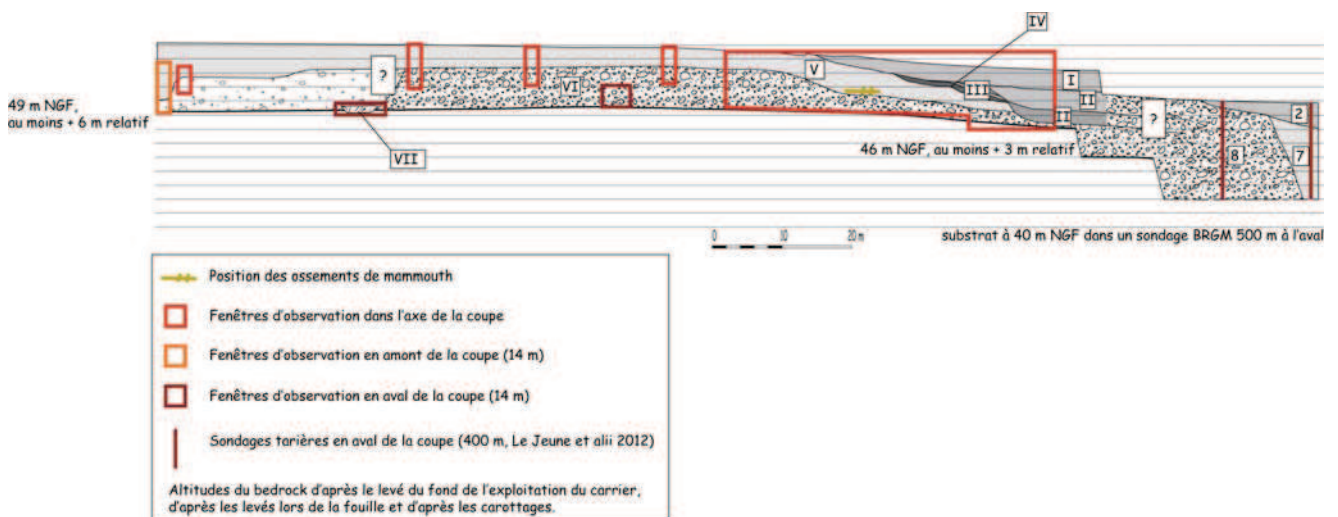 IV
?
V
I
VI
III
II
49 m NGF,
au moins + 6 m relatif
II
?
2
VII
46 m NGF, au moins + 3 m relatif
8
7
0 10 20 m
substrat à 40 m NGF dans un sondage BRGM 500 m à l'aval
Position des ossements de mammouth
Fenêtres d'observation dans l'axe de la coupe
Fenêtres d'observation en amont de la coupe (14 m)
Fenêtres d'observation en aval de la coupe (14 m)
Sondages tarières en aval de la coupe (400 m, Le Jeune et alii 2012)
Altitudes du bedrock d'après le levé du fond de l'exploitation du carrier,
d'après les levés lors de la fouille et d'après les carottages.